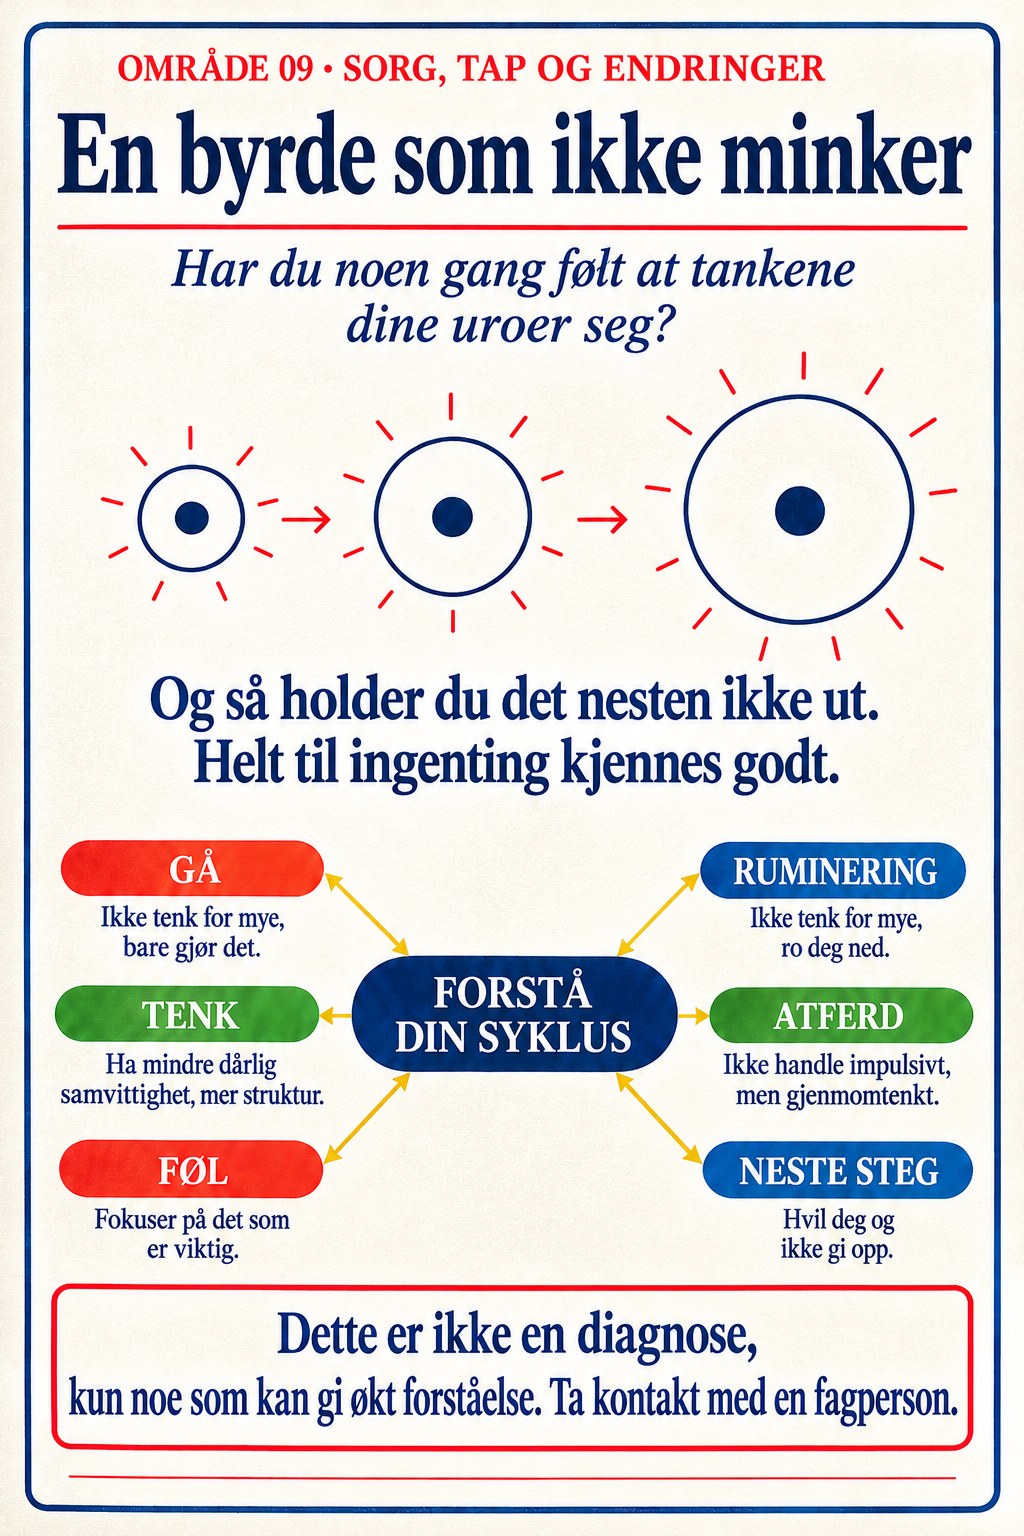 OMRÅDE 09 • SORG, TAP OG ENDRINGER
En byrde som ikke minker
Har du noen gang følt at tankene
dine uroer seg?
Og så holder du det nesten ikke ut.
Helt til ingenting kjennes godt.
GÅ
Ikke tenk for mye,
bare gjør det.
TENK
Ha mindre dårlig
samvittighet, mer struktur.
FØL
Fokuser på det som
er viktig.
FORSTÅ
DIN SYKLUS
RUMINERING
Ikke tenk for mye,
ro deg ned.
ATFERD
Ikke handle impulsivt,
men gjenmomtenkt.
NESTE STEG
Hvil deg og
ikke gi opp.
Dette er ikke en diagnose,
kun noe som kan gi økt forståelse. Ta kontakt med en fagperson.